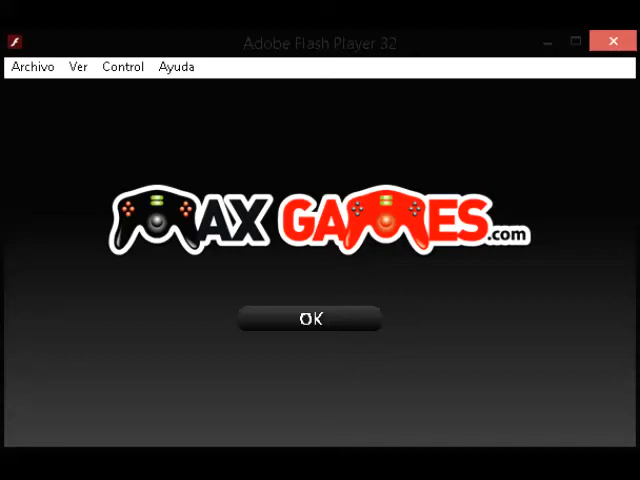 Adobe Flash Player 32
Archivo Ver Control Ayuda
MAX GAMES.com
OK